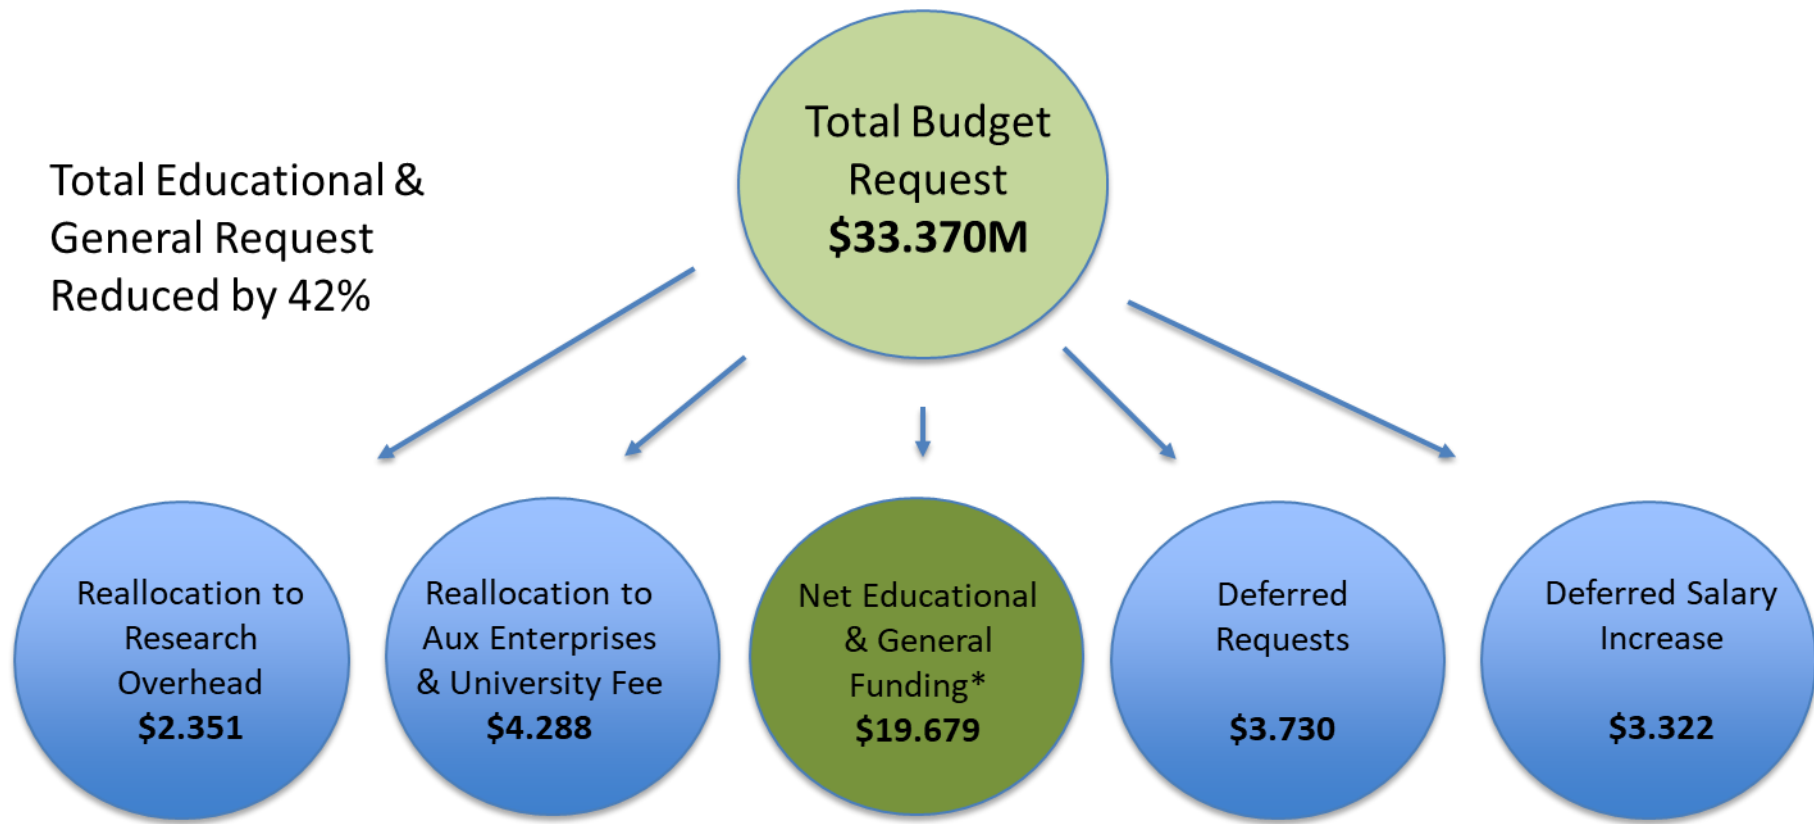 Total Educational &
General Request
Reduced by 42%
Total Budget
Request
$33.370M
Reallocation to
Research
Overhead
$2.351
Reallocation to
Aux Enterprises
& University Fee
$4.288
Net Educational
& General
Funding*
$19.679
Deferred
Requests
$3.730
Deferred Salary
Increase
$3.322